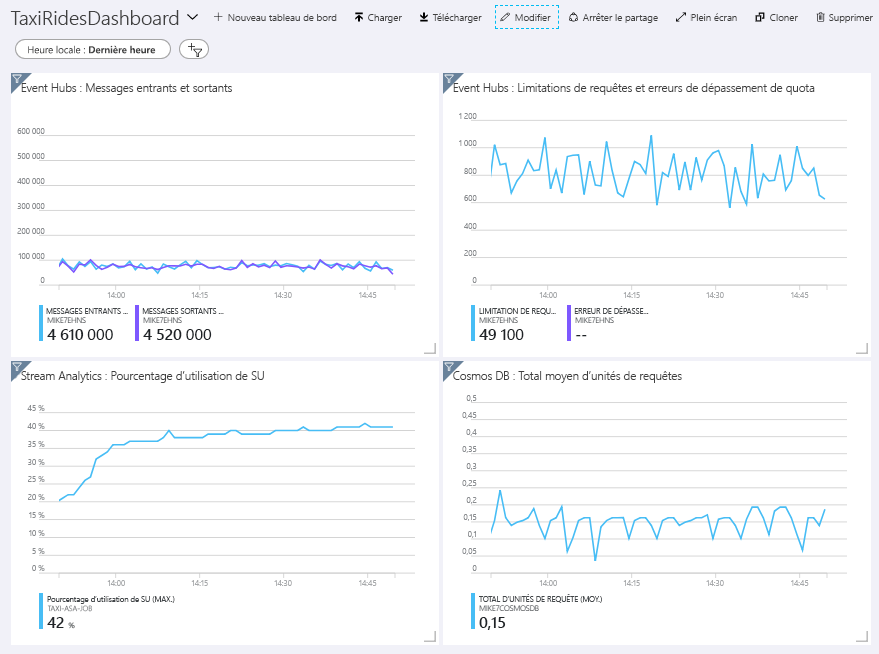 TaxiRidesDashboard
Nouveau tableau de bord
Charger
Télécharger
Modifier
Arrêter le partage
Plein écran
Cloner
Supprimer
Heure locale : Dernière heure
Event Hubs : Messages entrants et sortants
600 000
500 000
400 000
300 000
200 000
100 000
0
14:00
14:15
14:30
14:45
MESSAGES ENTRANTS ...
MIKE7EHNS
4 610 000
MESSAGES SORTANTS ...
MIKE7EHNS
4 520 000
Event Hubs : Limitations de requêtes et erreurs de dépassement de quota
1 200
1 000
800
600
400
200
0
14:00
14:15
14:30
14:45
LIMITATION DE REQU...
MIKE7EHNS
49 100
ERREUR DE DÉPASSE...
MIKE7EHNS
--
Stream Analytics : Pourcentage d'utilisation de SU
45 %
40 %
35 %
30 %
25 %
20 %
15 %
10 %
5 %
0 %
14:00
14:15
14:30
14:45
Pourcentage d'utilisation de SU (MAX.)
TAXI-ASA-JOB
42 %
Cosmos DB : Total moyen d'unités de requêtes
0,5
0,45
0,4
0,35
0,3
0,25
0,2
0,15
0,1
0,05
0
14:00
14:15
14:30
14:45
TOTAL D'UNITÉS DE REQUÊTE (MOY.)
MIKE7COSMOSDB
0,15